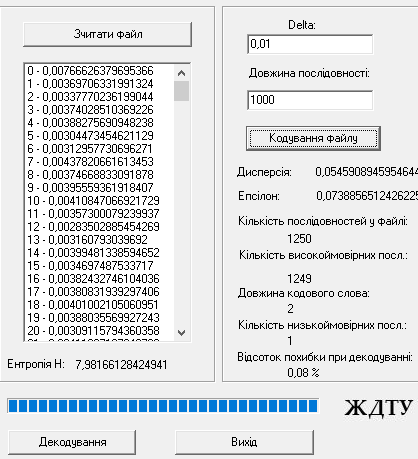 Зчитати файл
0 - 0,00766626379695366
1 - 0,00369706331991324
2 - 0,00337770236199044
3 - 0,00374028510369226
4 - 0,00388275690948238
5 - 0,00304473454621129
6 - 0,00312957730696271
7 - 0,00437820661613453
8 - 0,00374668833091878
9 - 0,00395559361918407
10 - 0,00410847066921729
11 - 0,00357300079239937
12 - 0,00283502885454269
13 - 0,003160793039692
14 - 0,00399481338594652
15 - 0,0034697487533717
16 - 0,00382432746104036
17 - 0,00380831939297406
18 - 0,00401002105060951
19 - 0,00388035569927243
20 - 0,00309115794360358
Ентропія H: 7,98166128424941
Delta:
0,01
Довжина послідовності:
1000
Кодування файлу
Дисперсія: 0,0545908945954644
Епсілон: 0,0738856512426225
Кількість послідовностей у файлі:
1250
Кількість високоймовірних посл.:
1249
Довжина кодового слова:
2
Кількість низькоймовірних посл.:
1
Відсоток похибки при декодуванні:
0,08 %
ЖДТУ
Декодування
Вихід